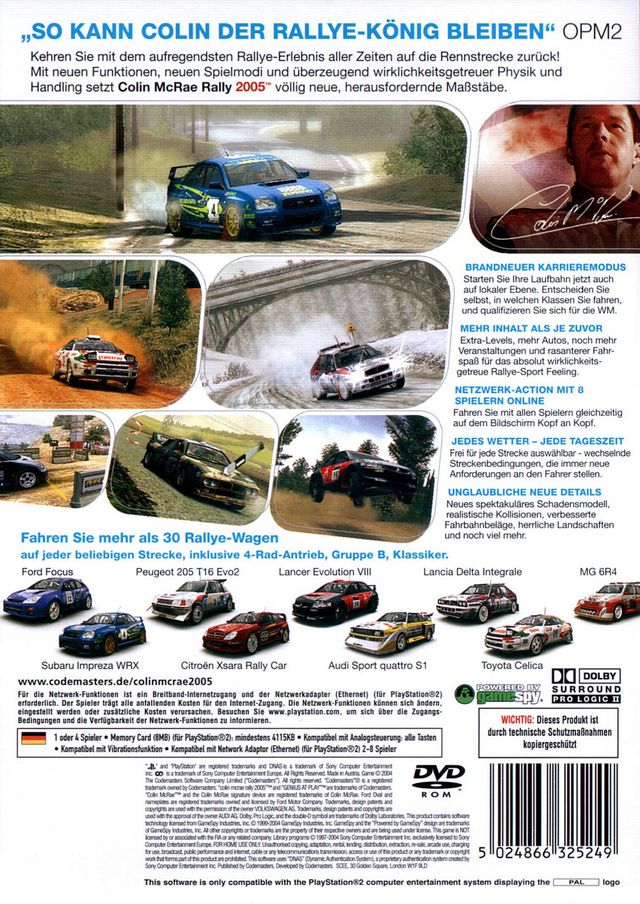 „SO KANN COLIN DER RALLYE-KÖNIG BLEIBEN“ OPM2
Kehren Sie mit dem aufregendsten Rallye-Erlebnis aller Zeiten auf die Rennstrecke zurück!
Mit neuen Funktionen, neuen Spielmodi und überzeugend wirklichkeitsgetreuer Physik und
Handling setzt Colin McRae Rally 2005™ völlig neue, herausfordernde Maßstäbe.
BRANDNEUER KARRIEREMODUS
Starten Sie Ihre Laufbahn jetzt auch
auf lokaler Ebene. Entscheiden Sie
selbst, in welchen Klassen Sie fahren,
und qualifizieren Sie sich für die WM.
MEHR INHALT ALS JE ZUVOR
Extra-Levels, mehr Autos, noch mehr
Veranstaltungen und rasanterer Fahr-
spaß für das absolut wirklichkeits-
getreue Rallye-Sport Feeling.
NETZWERK-ACTION MIT 8
SPIELERN ONLINE
Fahren Sie mit allen Spielern gleichzeitig
auf dem Bildschirm Kopf an Kopf.
JEDES WETTER – JEDE TAGESZEIT
Frei für jede Strecke auswählbar - wechselnde
Streckenbedingungen, die immer neue
Anforderungen an den Fahrer stellen.
UNGLAUBLICHE NEUE DETAILS
Neues spektakuläres Schadensmodell,
realistische Kollisionen, verbesserte
Fahrbahnbeläge, herrliche Landschaften
und noch viel mehr.
Fahren Sie mehr als 30 Rallye-Wagen
auf jeder beliebigen Strecke, inklusive 4-Rad-Antrieb, Gruppe B, Klassiker.
Ford Focus
Peugeot 205 T16 Evo2
Lancer Evolution VIII
Lancia Delta Integrale
MG 6R4
Subaru Impreza WRX
Citroën Xsara Rally Car
Audi Sport quattro S1
Toyota Celica
www.codemasters.de/colinmcrae2005
Für die Netzwerk-Funktionen ist ein Breitband-Internetzugang und der Netzwerkadapter (Ethernet) (für PlayStation®2)
erforderlich. Der Spieler trägt alle anfallenden Kosten für den Internet-Zugang. Die Netzwerk-Funktionen können sich ändern,
eingestellt werden oder zusätzliche Kosten verursachen. Besuchen Sie www.playstation.com, um sich über die Zugangs-
Bedingungen und die Verfügbarkeit der Netzwerk-Funktionen zu informieren.
POWERED BY
gamespy
DOLBY
SURROUND
PRO LOGIC II
1 oder 4 Spieler • Memory Card (8MB) (für PlayStation®2): mindestens 4115KB • Kompatibel mit Analogsteuerung: alle Tasten
• Kompatibel mit Vibrationsfunktion • Kompatibel mit Network Adaptor (Ethernet) (für PlayStation®2) 2–8 Spieler
WICHTIG: Dieses Produkt ist
durch technische Schutzmaßnahmen
kopiergeschützt
DVD
ROM
5 024866 325249
This software is only compatible with the PlayStation®2 computer entertainment system displaying the PAL logo